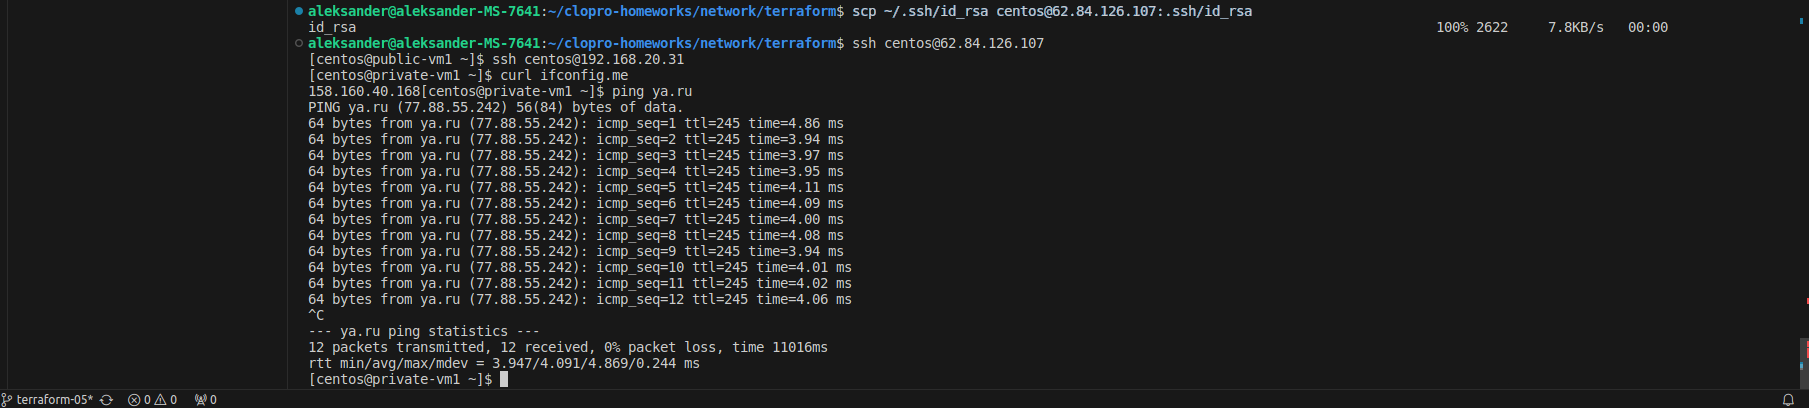 aleksander@aleksander-MS-7641:~/clopro-homeworks/network/terraform$ scp ~/.ssh/id_rsa centos@62.84.126.107:.ssh/id_rsa
id_rsa 100% 2622 7.8KB/s 00:00
aleksander@aleksander-MS-7641:~/clopro-homeworks/network/terraform$ ssh centos@62.84.126.107
[centos@public-vm1 ~]$ ssh centos@192.168.20.31
[centos@private-vm1 ~]$ curl ifconfig.me
158.160.40.168[centos@private-vm1 ~]$ ping ya.ru
PING ya.ru (77.88.55.242) 56(84) bytes of data.
64 bytes from ya.ru (77.88.55.242): icmp_seq=1 ttl=245 time=4.86 ms
64 bytes from ya.ru (77.88.55.242): icmp_seq=2 ttl=245 time=3.94 ms
64 bytes from ya.ru (77.88.55.242): icmp_seq=3 ttl=245 time=3.97 ms
64 bytes from ya.ru (77.88.55.242): icmp_seq=4 ttl=245 time=3.95 ms
64 bytes from ya.ru (77.88.55.242): icmp_seq=5 ttl=245 time=4.11 ms
64 bytes from ya.ru (77.88.55.242): icmp_seq=6 ttl=245 time=4.09 ms
64 bytes from ya.ru (77.88.55.242): icmp_seq=7 ttl=245 time=4.00 ms
64 bytes from ya.ru (77.88.55.242): icmp_seq=8 ttl=245 time=4.08 ms
64 bytes from ya.ru (77.88.55.242): icmp_seq=9 ttl=245 time=3.94 ms
64 bytes from ya.ru (77.88.55.242): icmp_seq=10 ttl=245 time=4.01 ms
64 bytes from ya.ru (77.88.55.242): icmp_seq=11 ttl=245 time=4.02 ms
64 bytes from ya.ru (77.88.55.242): icmp_seq=12 ttl=245 time=4.06 ms
^C
--- ya.ru ping statistics ---
12 packets transmitted, 12 received, 0% packet loss, time 11016ms
rtt min/avg/max/mdev = 3.947/4.091/4.869/0.244 ms
[centos@private-vm1 ~]$
terraform-05* 0 0 0